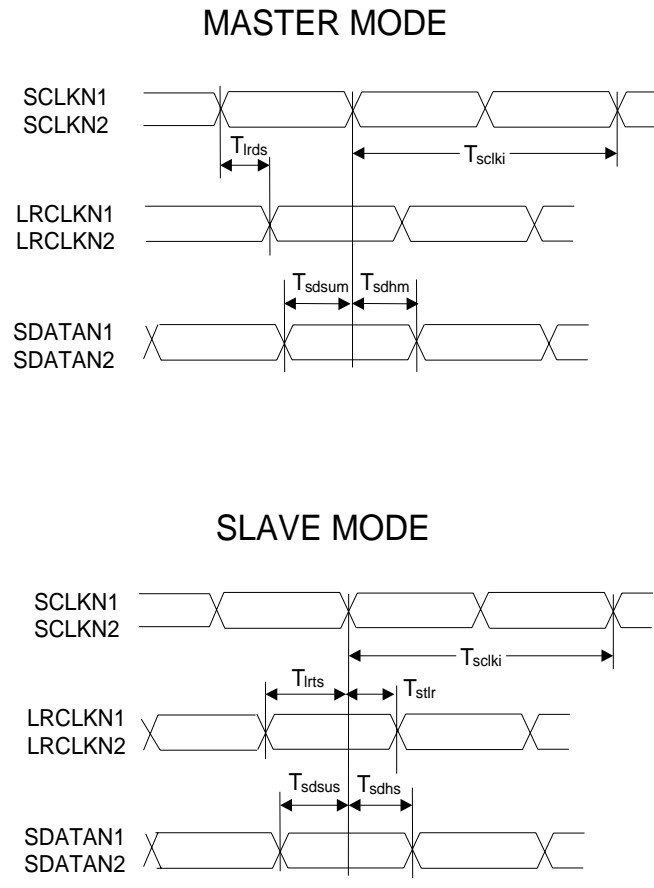 MASTER MODE
SCLKN1
SCLKN2
Tlrds
Tsclki
LRCLKN1
LRCLKN2
Tsdsum
Tsdhm
SDATAN1
SDATAN2
SLAVE MODE
SCLKN1
SCLKN2
Tsclki
Tlrts
Tstlr
LRCLKN1
LRCLKN2
Tsdsus
Tsdhs
SDATAN1
SDATAN2